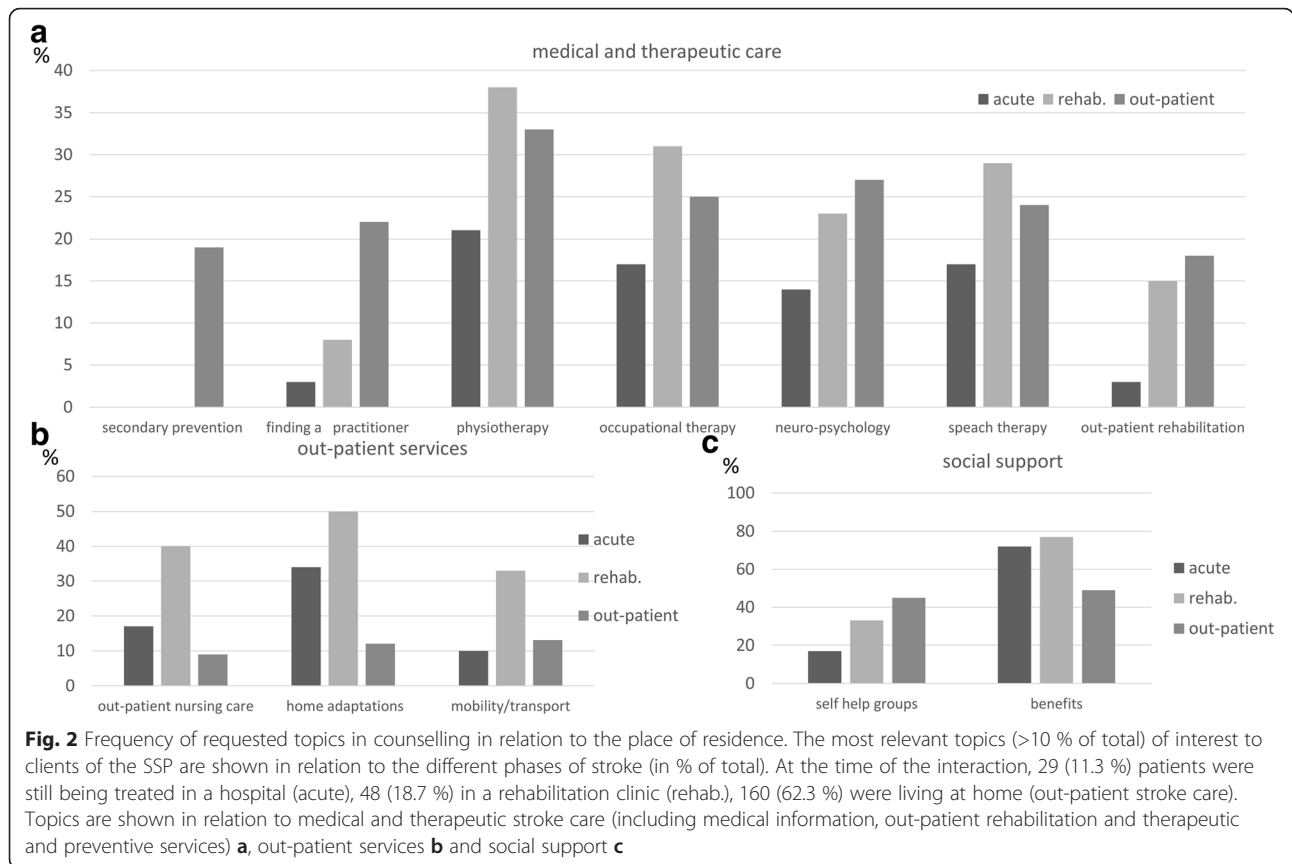 a
%
medical and therapeutic care
40
35
30
25
20
15
10
5
0
acute rehab. out-patient
secondary prevention finding a practitioner physiotherapy occupational therapy neuro-psychology speach therapy out-patient rehabilitation
b
%
out-patient services
60
50
40
30
20
10
0
acute
rehab.
out-patient
out-patient nursing care home adaptations mobility/transport
c
%
social support
100
80
60
40
20
0
acute
rehab.
out-patient
self help groups benefits
Fig. 2 Frequency of requested topics in counselling in relation to the place of residence. The most relevant topics (>10 % of total) of interest to
clients of the SSP are shown in relation to the different phases of stroke (in % of total). At the time of the interaction, 29 (11.3 %) patients were
still being treated in a hospital (acute), 48 (18.7 %) in a rehabilitation clinic (rehab.), 160 (62.3 %) were living at home (out-patient stroke care).
Topics are shown in relation to medical and therapeutic stroke care (including medical information, out-patient rehabilitation and therapeutic
and preventive services) a, out-patient services b and social support c